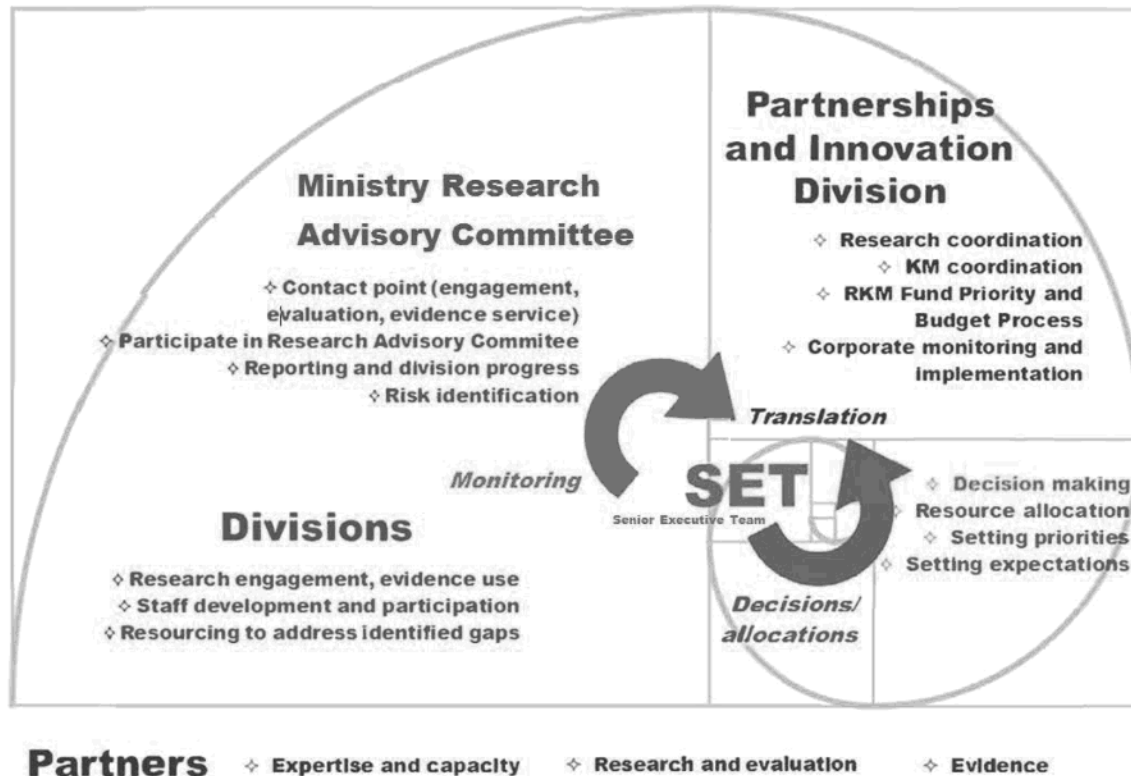 Partnerships
and Innovation
Division
✧ Research coordination
✧ KM coordination
✧ RKM Fund Priority and
Budget Process
✧ Corporate monitoring and
implementation
Ministry Research
Advisory Committee
✧ Contact point (engagement,
evaluation, evidence service)
✧ Participate in Research Advisory Commitee
✧ Reporting and division progress
✧ Risk identification
Translation
Monitoring
SET
Senior Executive Team
✧ Decision making
✧ Resource allocation
✧ Setting priorities
✧ Setting expectations
Divisions
✧ Research engagement, evidence use
✧ Staff development and participation
✧ Resourcing to address identified gaps
Decisions/
allocations
Partners ✧ Expertise and capacity ✧ Research and evaluation ✧ Evidence